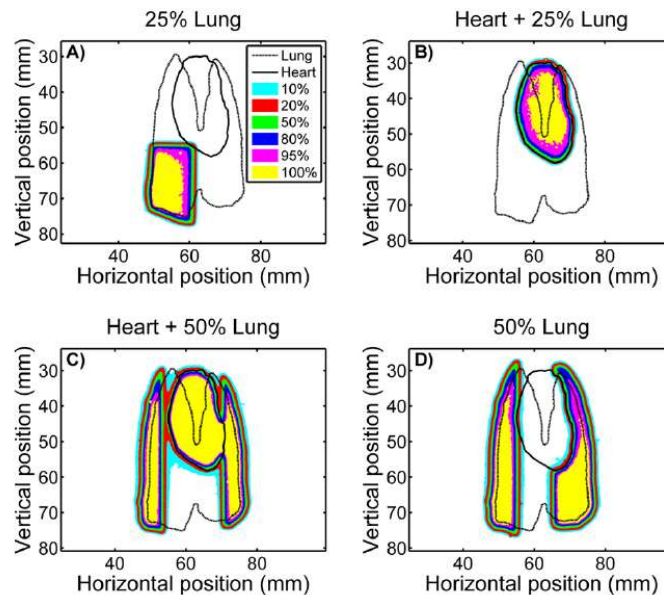 25% Lung
A)
Lung
Heart
10%
20%
50%
80%
95%
100%
30
40
50
60
70
80
Vertical position (mm)
40 60 80
Horizontal position (mm)
Heart + 25% Lung
B)
30
40
50
60
70
80
Vertical position (mm)
40 60 80
Horizontal position (mm)
Heart + 50% Lung
C)
30
40
50
60
70
80
Vertical position (mm)
40 60 80
Horizontal position (mm)
50% Lung
D)
30
40
50
60
70
80
Vertical position (mm)
40 60 80
Horizontal position (mm)